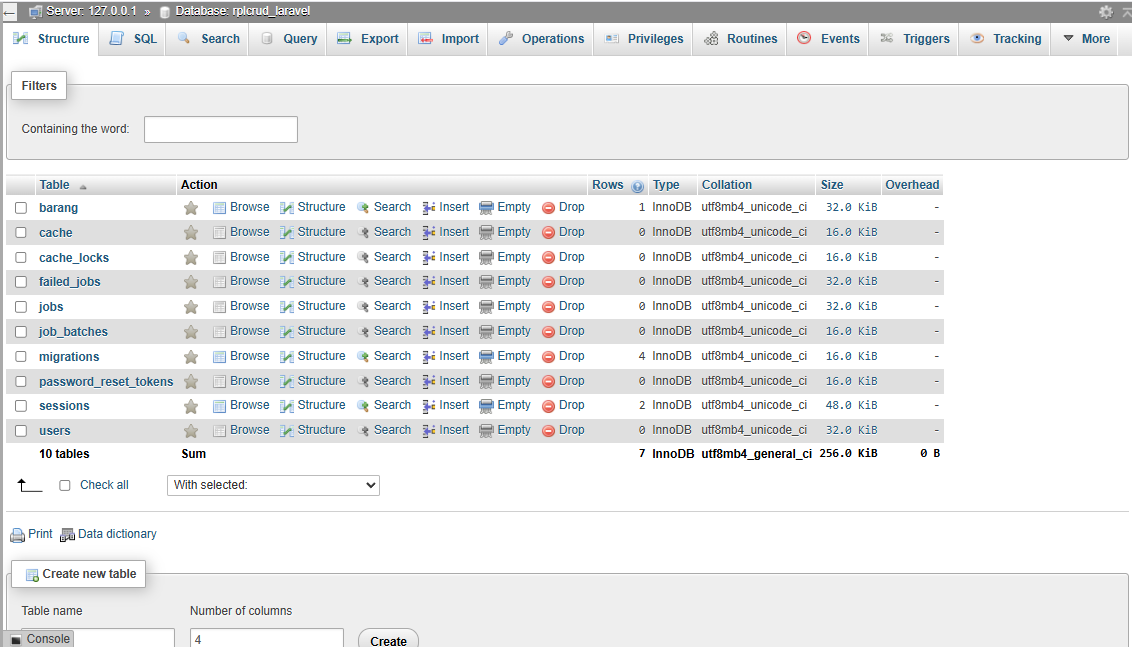 Server: 127.0.0.1 » Database: rplcrud_laravel
Structure SQL Search Query Export Import Operations Privileges Routines Events Triggers Tracking More
Filters
Containing the word:
Table Action Rows Type Collation Size Overhead
barang Browse Structure Search Insert Empty Drop 1 InnoDB utf8mb4_unicode_ci 32.0 KiB -
cache Browse Structure Search Insert Empty Drop 0 InnoDB utf8mb4_unicode_ci 16.0 KiB -
cache_locks Browse Structure Search Insert Empty Drop 0 InnoDB utf8mb4_unicode_ci 16.0 KiB -
failed_jobs Browse Structure Search Insert Empty Drop 0 InnoDB utf8mb4_unicode_ci 32.0 KiB -
jobs Browse Structure Search Insert Empty Drop 0 InnoDB utf8mb4_unicode_ci 32.0 KiB -
job_batches Browse Structure Search Insert Empty Drop 0 InnoDB utf8mb4_unicode_ci 16.0 KiB -
migrations Browse Structure Search Insert Empty Drop 4 InnoDB utf8mb4_unicode_ci 16.0 KiB -
password_reset_tokens Browse Structure Search Insert Empty Drop 0 InnoDB utf8mb4_unicode_ci 16.0 KiB -
sessions Browse Structure Search Insert Empty Drop 2 InnoDB utf8mb4_unicode_ci 48.0 KiB -
users Browse Structure Search Insert Empty Drop 0 InnoDB utf8mb4_unicode_ci 32.0 KiB -
10 tables Sum 7 InnoDB utf8mb4_general_ci 256.0 KiB 0 B
Check all With selected:
Print Data dictionary
Create new table
Table name Number of columns
Console 4 Create